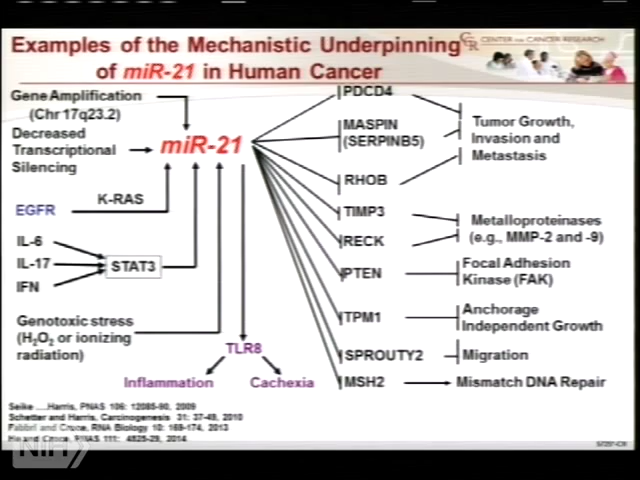 Examples of the Mechanistic Underpinning
of miR-21 in Human Cancer
CENTER FOR CANCER RESEARCH
Gene Amplification
(Chr 17q23.2)
Decreased
Transcriptional
Silencing
miR-21
K-RAS
EGFR
IL-6
IL-17
IFN
STAT3
Genotoxic stress
(H2O2 or ionizing
radiation)
TLR8
Inflammation
Cachexia
PDCD4
MASPIN
(SERPINB5)
RHOB
TIMP3
RECK
PTEN
TPM1
SPROUTY2
MSH2
Tumor Growth,
Invasion and
Metastasis
Metalloproteinases
(e.g., MMP-2 and -9)
Focal Adhesion
Kinase (FAK)
Anchorage
Independent Growth
Migration
Mismatch DNA Repair
Seike ....Harris, PNAS 106: 12085-90, 2009
Schetter and Harris, Carcinogenesis 31: 37-49, 2010
Fabbri and Croce, RNA Biology 10: 169-174, 2013
He and Croce, PNAS 111: 4825-29, 2014
NIH